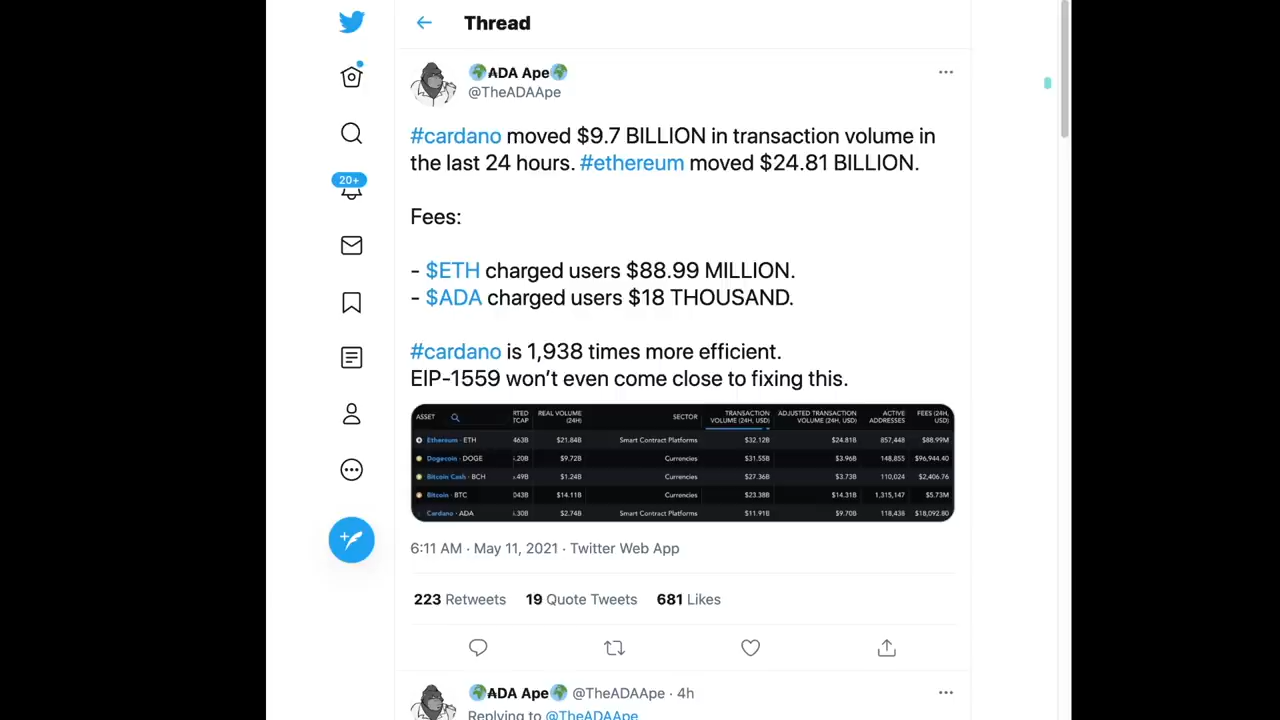 Thread
ADA Ape
@TheADAApe
#cardano moved $9.7 BILLION in transaction volume in
the last 24 hours. #ethereum moved $24.81 BILLION.
20+
Fees:
- $ETH charged users $88.99 MILLION.
- $ADA charged users $18 THOUSAND.
#cardano is 1,938 times more efficient.
EIP-1559 won't even come close to fixing this.
ASSET RTED TCAP REAL VOLUME (24H) SECTOR TRANSACTION VOLUME (24H, USD) ADJUSTED TRANSACTION VOLUME (24H, USD) ACTIVE ADDRESSES FEES (24H, USD)
Ethereum · ETH 463B $21.84B Smart Contract Platforms $32.12B $24.81B 857,448 $88.99M
Dogecoin · DOGE .20B $9.72B Currencies $31.55B $3.96B 148,855 $96,944.40
Bitcoin Cash · BCH .49B $1.24B Currencies $27.36B $3.73B 110,024 $2,406.76
Bitcoin · BTC 043B $14.11B Currencies $23.38B $14.31B 1,315,147 $5.73M
Cardano · ADA .30B $2.74B Smart Contract Platforms $11.91B $9.70B 118,438 $18,092.80
6:11 AM · May 11, 2021 · Twitter Web App
223 Retweets 19 Quote Tweets 681 Likes
ADA Ape @TheADAApe · 4h
Replying to @TheADAApe